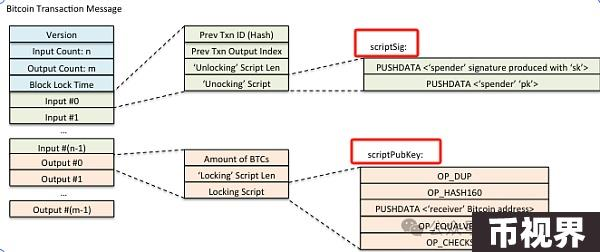 Bitcoin Transaction Message
Version
Input Count: n
Output Count: m
Block Lock Time
Input #0
Input #1
...
Input #(n-1)
Output #0
Output #1
...
Output #(m-1)
Prev Txn ID (Hash)
Prev Txn Output Index
‘Unlocking’ Script Len
‘Unocking’ Script
Amount of BTCs
‘Locking’ Script Len
Locking Script
scriptSig:
PUSHDATA <‘spender’ signature produced with ‘sk’>
PUSHDATA <‘spender’ ‘pk’>
scriptPubKey:
OP_DUP
OP_HASH160
PUSHDATA <‘receiver’ Bitcoin address>
OP_EQUALVE
OP_CHECKS
币视界